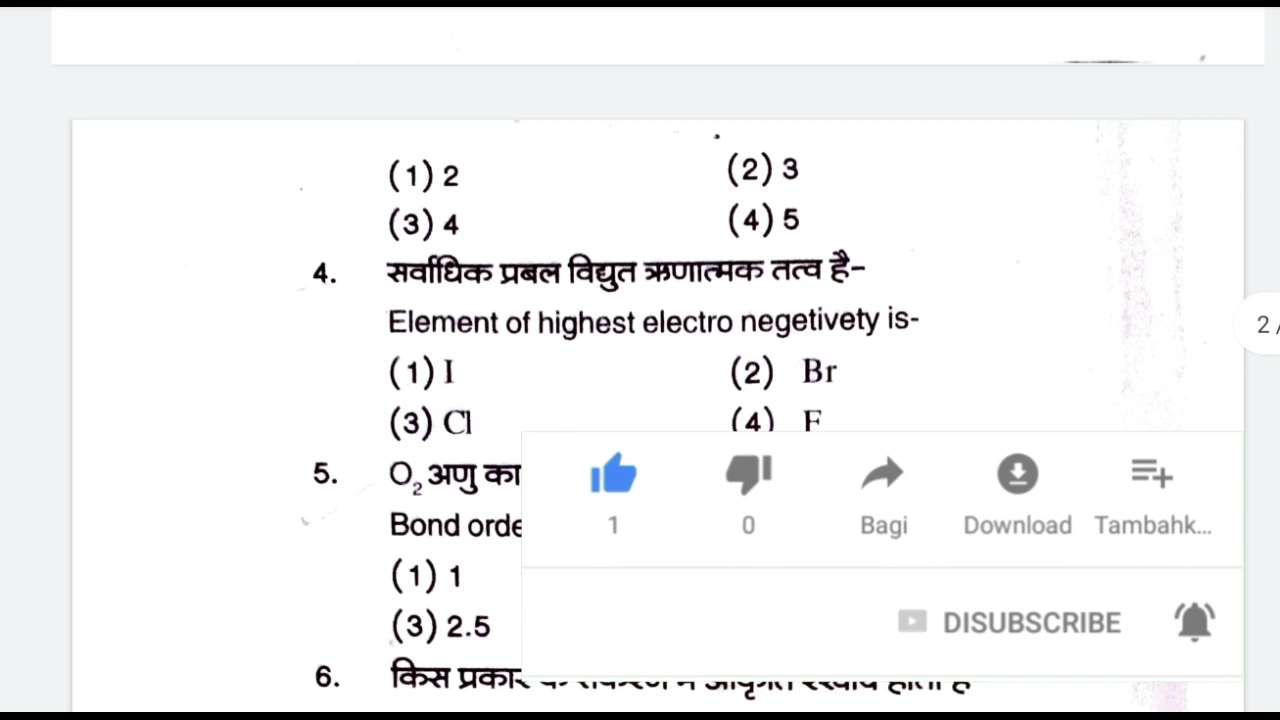 (1) 2 (2) 3
(3) 4 (4) 5
4. सर्वाधिक प्रबल विद्युत ऋणात्मक तत्व है-
Element of highest electro negetivety is-
(1) I (2) Br
(3) Cl (4) F
5. O₂ अणु का
Bond orde
(1) 1
(3) 2.5
6. किस प्रकार
2/
1 0 Bagi Download Tambahk...
DISUBSCRIBE